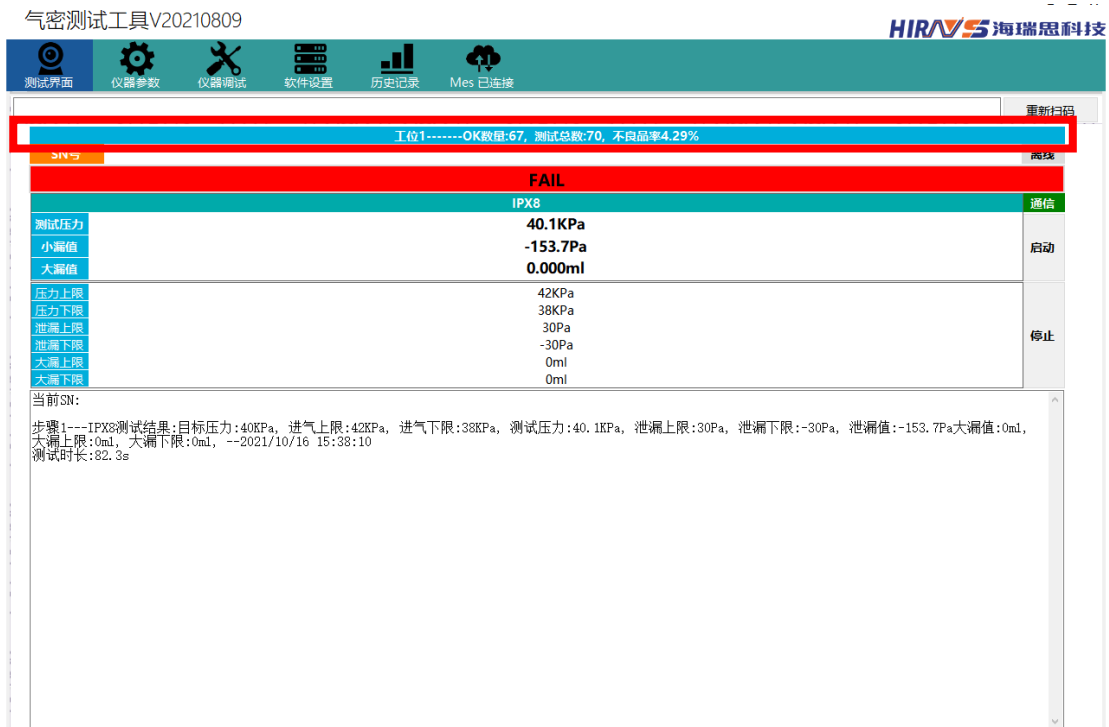 气密测试工具V20210809
HIRAVS 海瑞思科技
测试界面 仪器参数 仪器调试 软件设置 历史记录 Mes 已连接
重新扫码
工位1-------OK数量:67, 测试总数:70, 不良品率4.29%
SN号 离线
FAIL
IPX8 通信
测试压力 40.1KPa
小漏值 -153.7Pa 启动
大漏值 0.000ml
压力上限 42KPa
压力下限 38KPa
泄漏上限 30Pa
泄漏下限 -30Pa 停止
大漏上限 0ml
大漏下限 0ml
当前SN:
步骤1---IPX8测试结果:目标压力:40KPa, 进气上限:42KPa, 进气下限:38KPa, 测试压力:40.1KPa, 泄漏上限:30Pa, 泄漏下限:-30Pa, 泄漏值:-153.7Pa大漏值:0ml,
大漏上限:0ml, 大漏下限:0ml, --2021/10/16 15:38:10
测试时长:82.3s